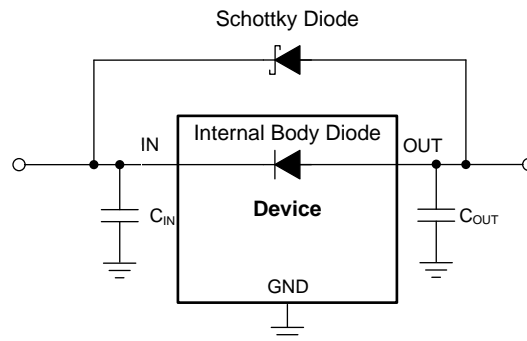 Schottky Diode
Internal Body Diode
IN
OUT
Device
CIN
COUT
GND